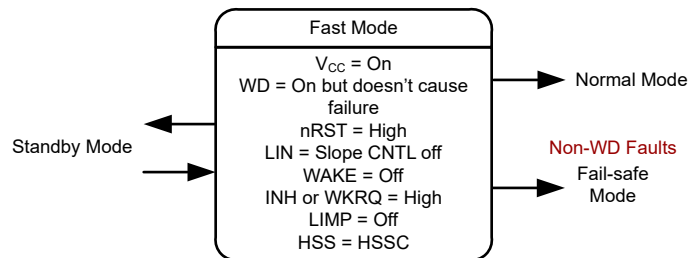 Fast Mode
VCC = On
WD = On but doesn't cause
failure
nRST = High
LIN = Slope CNTL off
WAKE = Off
INH or WKRQ = High
LIMP = Off
HSS = HSSC
Standby Mode
Normal Mode
Non-WD Faults
Fail-safe
Mode